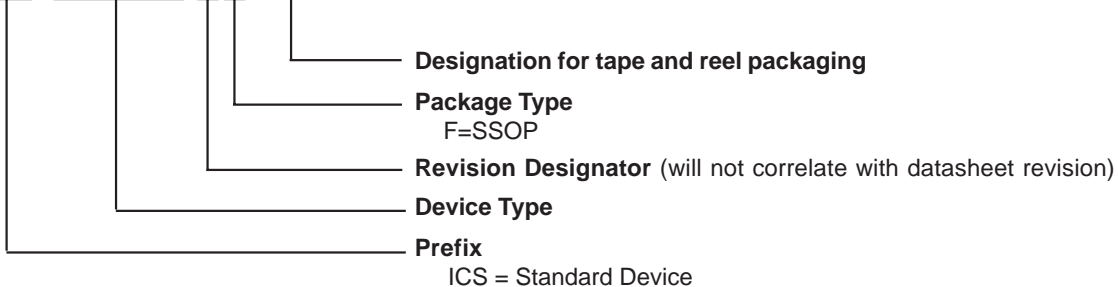 Designation for tape and reel packaging
Package Type
F=SSOP
Revision Designator (will not correlate with datasheet revision)
Device Type
Prefix
ICS = Standard Device